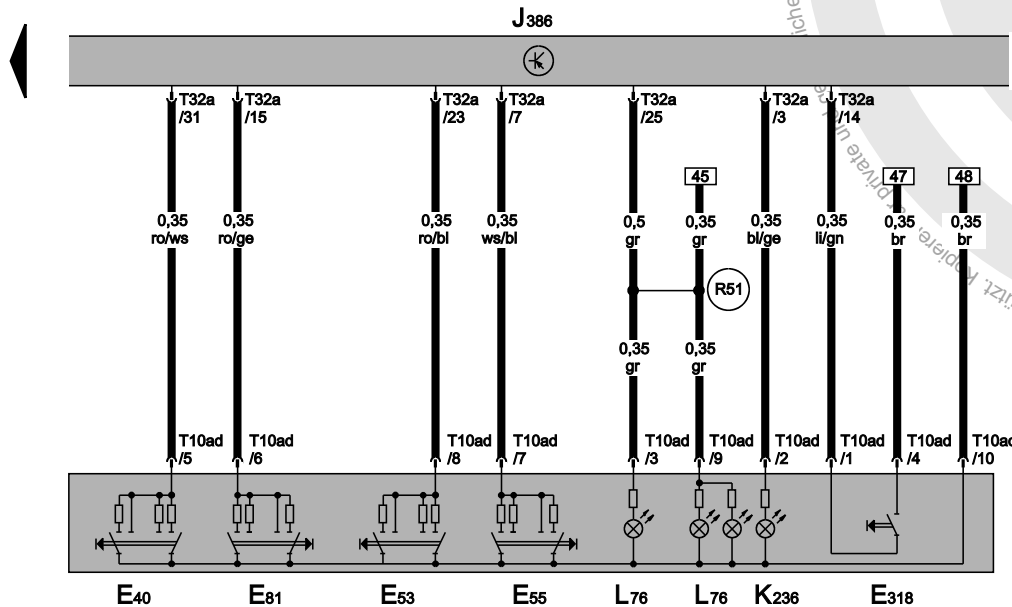 J386
T32a T32a T32a T32a T32a T32a T32a
/31 /15 /23 /7 /25 /3 /14
45 47 48
0,35 0,35 0,35 0,35 0,5 0,35 0,35 0,35 0,35 0,35
ro/ws ro/ge ro/bl ws/bl gr gr bl/ge li/gn br br
R51
0,35 0,35
gr gr
T10ad T10ad T10ad T10ad T10ad T10ad T10ad T10ad T10ad T10ad
/5 /6 /8 /7 /3 /9 /2 /1 /4 /10
E40 E81 E53 E55 L76 L76 K236 E318
private und
Kopiere